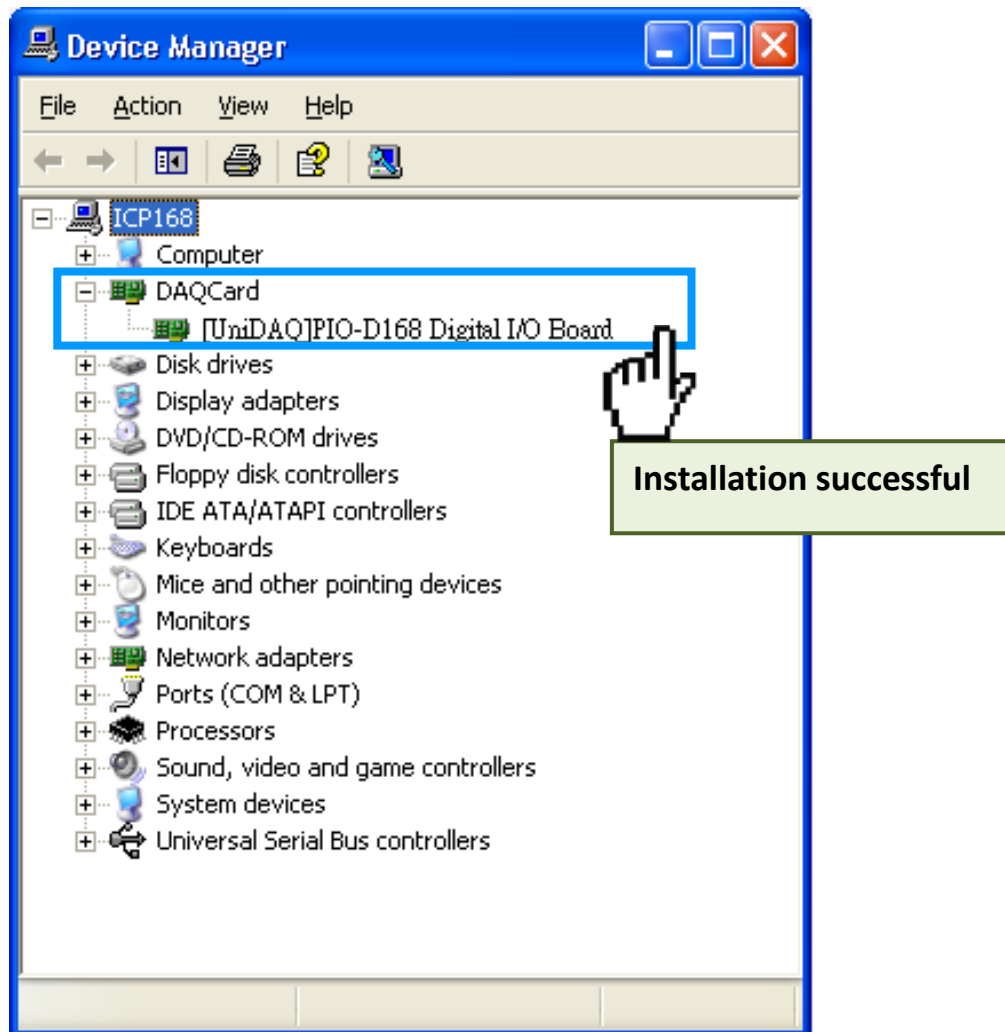 Device Manager
File Action View Help
ICP168
Computer
DAQCard
[UniDAQ]PIO-D168 Digital I/O Board
Disk drives
Display adapters
DVD/CD-ROM drives
Floppy disk controllers
IDE ATA/ATAPI controllers
Installation successful
Keyboards
Mice and other pointing devices
Monitors
Network adapters
Ports (COM & LPT)
Processors
Sound, video and game controllers
System devices
Universal Serial Bus controllers